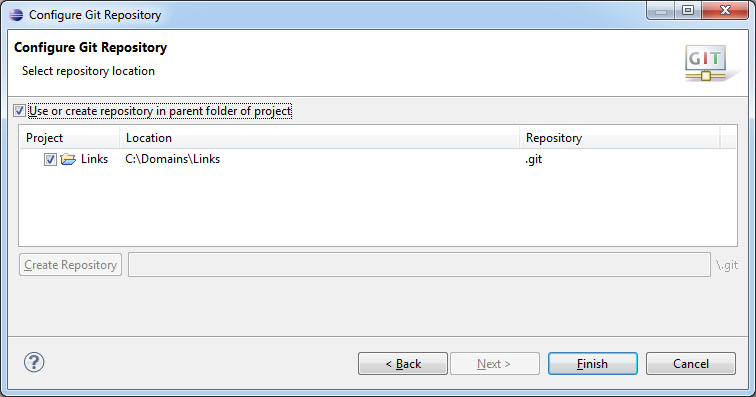 Configure Git Repository
Configure Git Repository
Select repository location
GIT
Use or create repository in parent folder of project
Project Location Repository
Links C:\Domains\Links .git
Create Repository \.git
? < Back Next > Finish Cancel